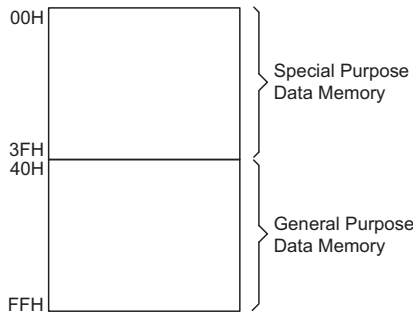 00H
Special Purpose
Data Memory
3FH
40H
General Purpose
Data Memory
FFH